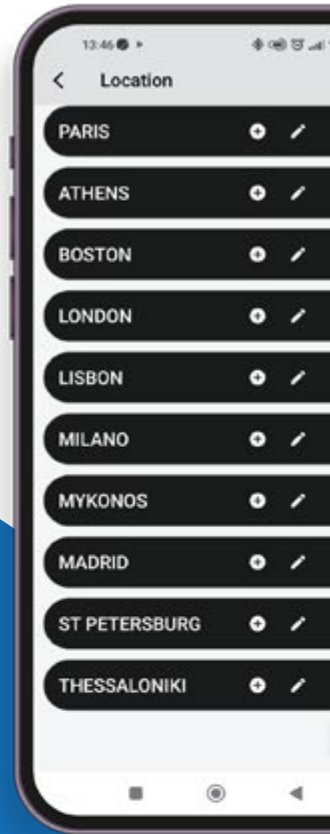 13:46
Location
PARIS
ATHENS
BOSTON
LONDON
LISBON
MILANO
MYKONOS
MADRID
ST PETERSBURG
THESSALONIKI